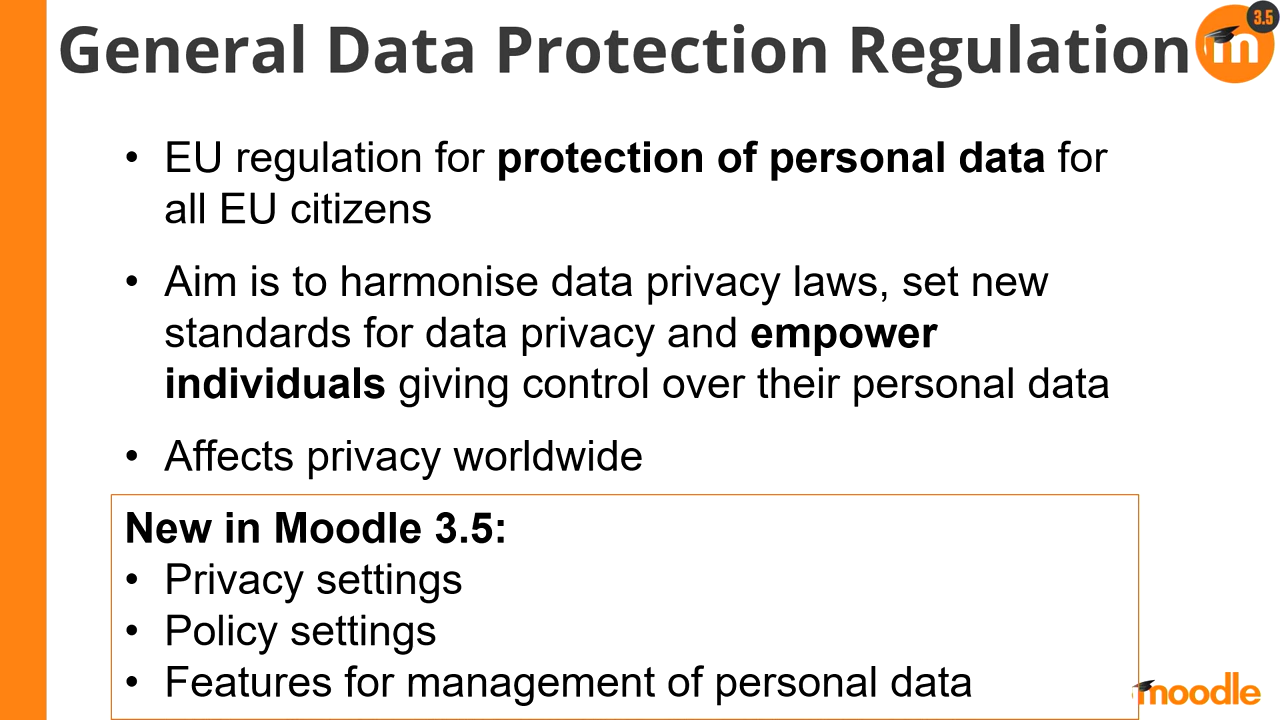 General Data Protection Regulation
3.5
m
• EU regulation for protection of personal data for
all EU citizens
• Aim is to harmonise data privacy laws, set new
standards for data privacy and empower
individuals giving control over their personal data
• Affects privacy worldwide
New in Moodle 3.5:
• Privacy settings
• Policy settings
• Features for management of personal data
moodle